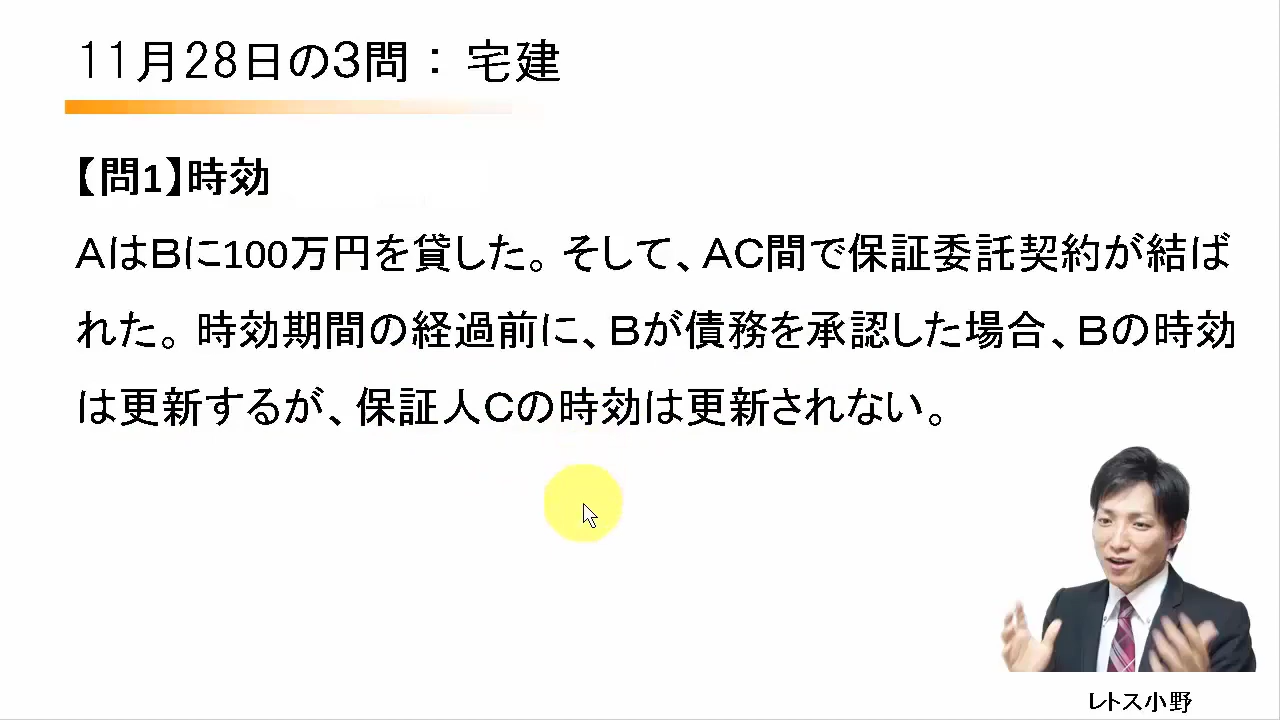 11月28日の3問：宅建
【問1】時効
AはBに100万円を貸した。そして、AC間で保証委託契約が結ば
れた。時効期間の経過前に、Bが債務を承認した場合、Bの時効
は更新するが、保証人Cの時効は更新されない。
レトス小野